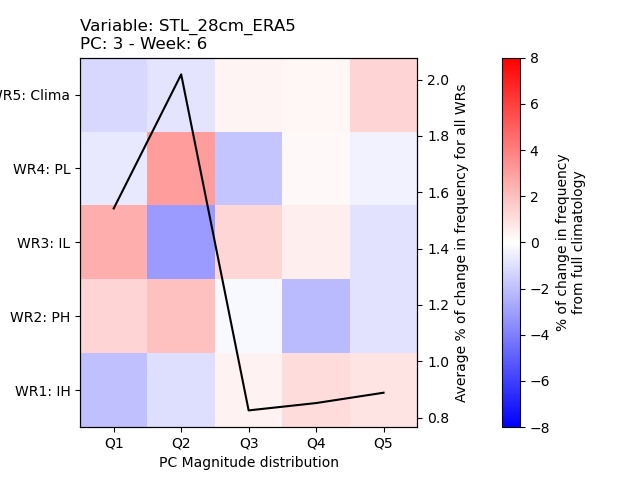 Variable: STL_28cm_ERA5
PC: 3 - Week: 6
WR5: Clima
WR4: PL
WR3: IL
WR2: PH
WR1: IH
Q1 Q2 Q3 Q4 Q5
PC Magnitude distribution
2.0
1.8
1.6
1.4
1.2
1.0
0.8
Average % of change in frequency for all WRs
8
6
4
2
0
−2
−4
−6
−8
% of change in frequency
from full climatology